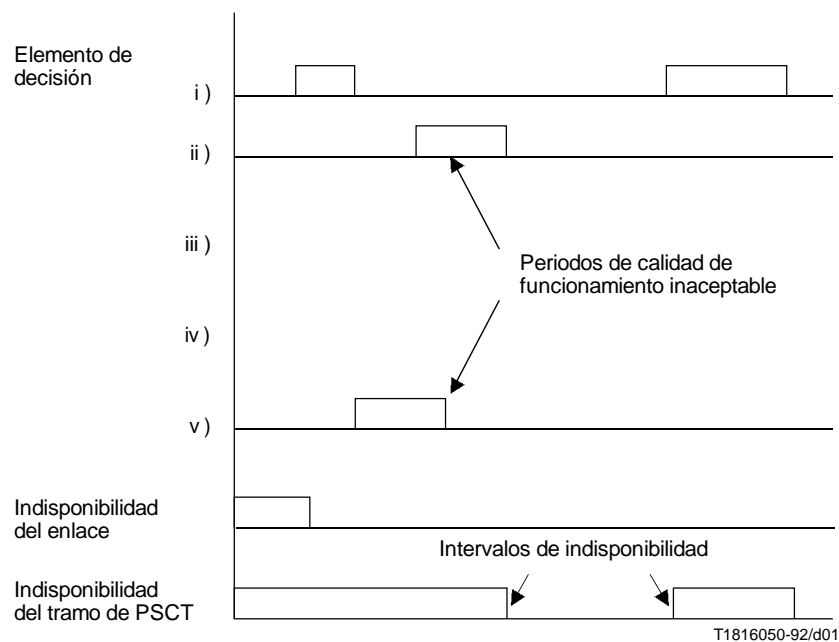 Elemento de
decisión
i )
ii )
iii )
Periodos de calidad de
funcionamiento inaceptable
iv )
v )
Indisponibilidad
del enlace
Intervalos de indisponibilidad
Indisponibilidad
del tramo de PSCT
T1816050-92/d01